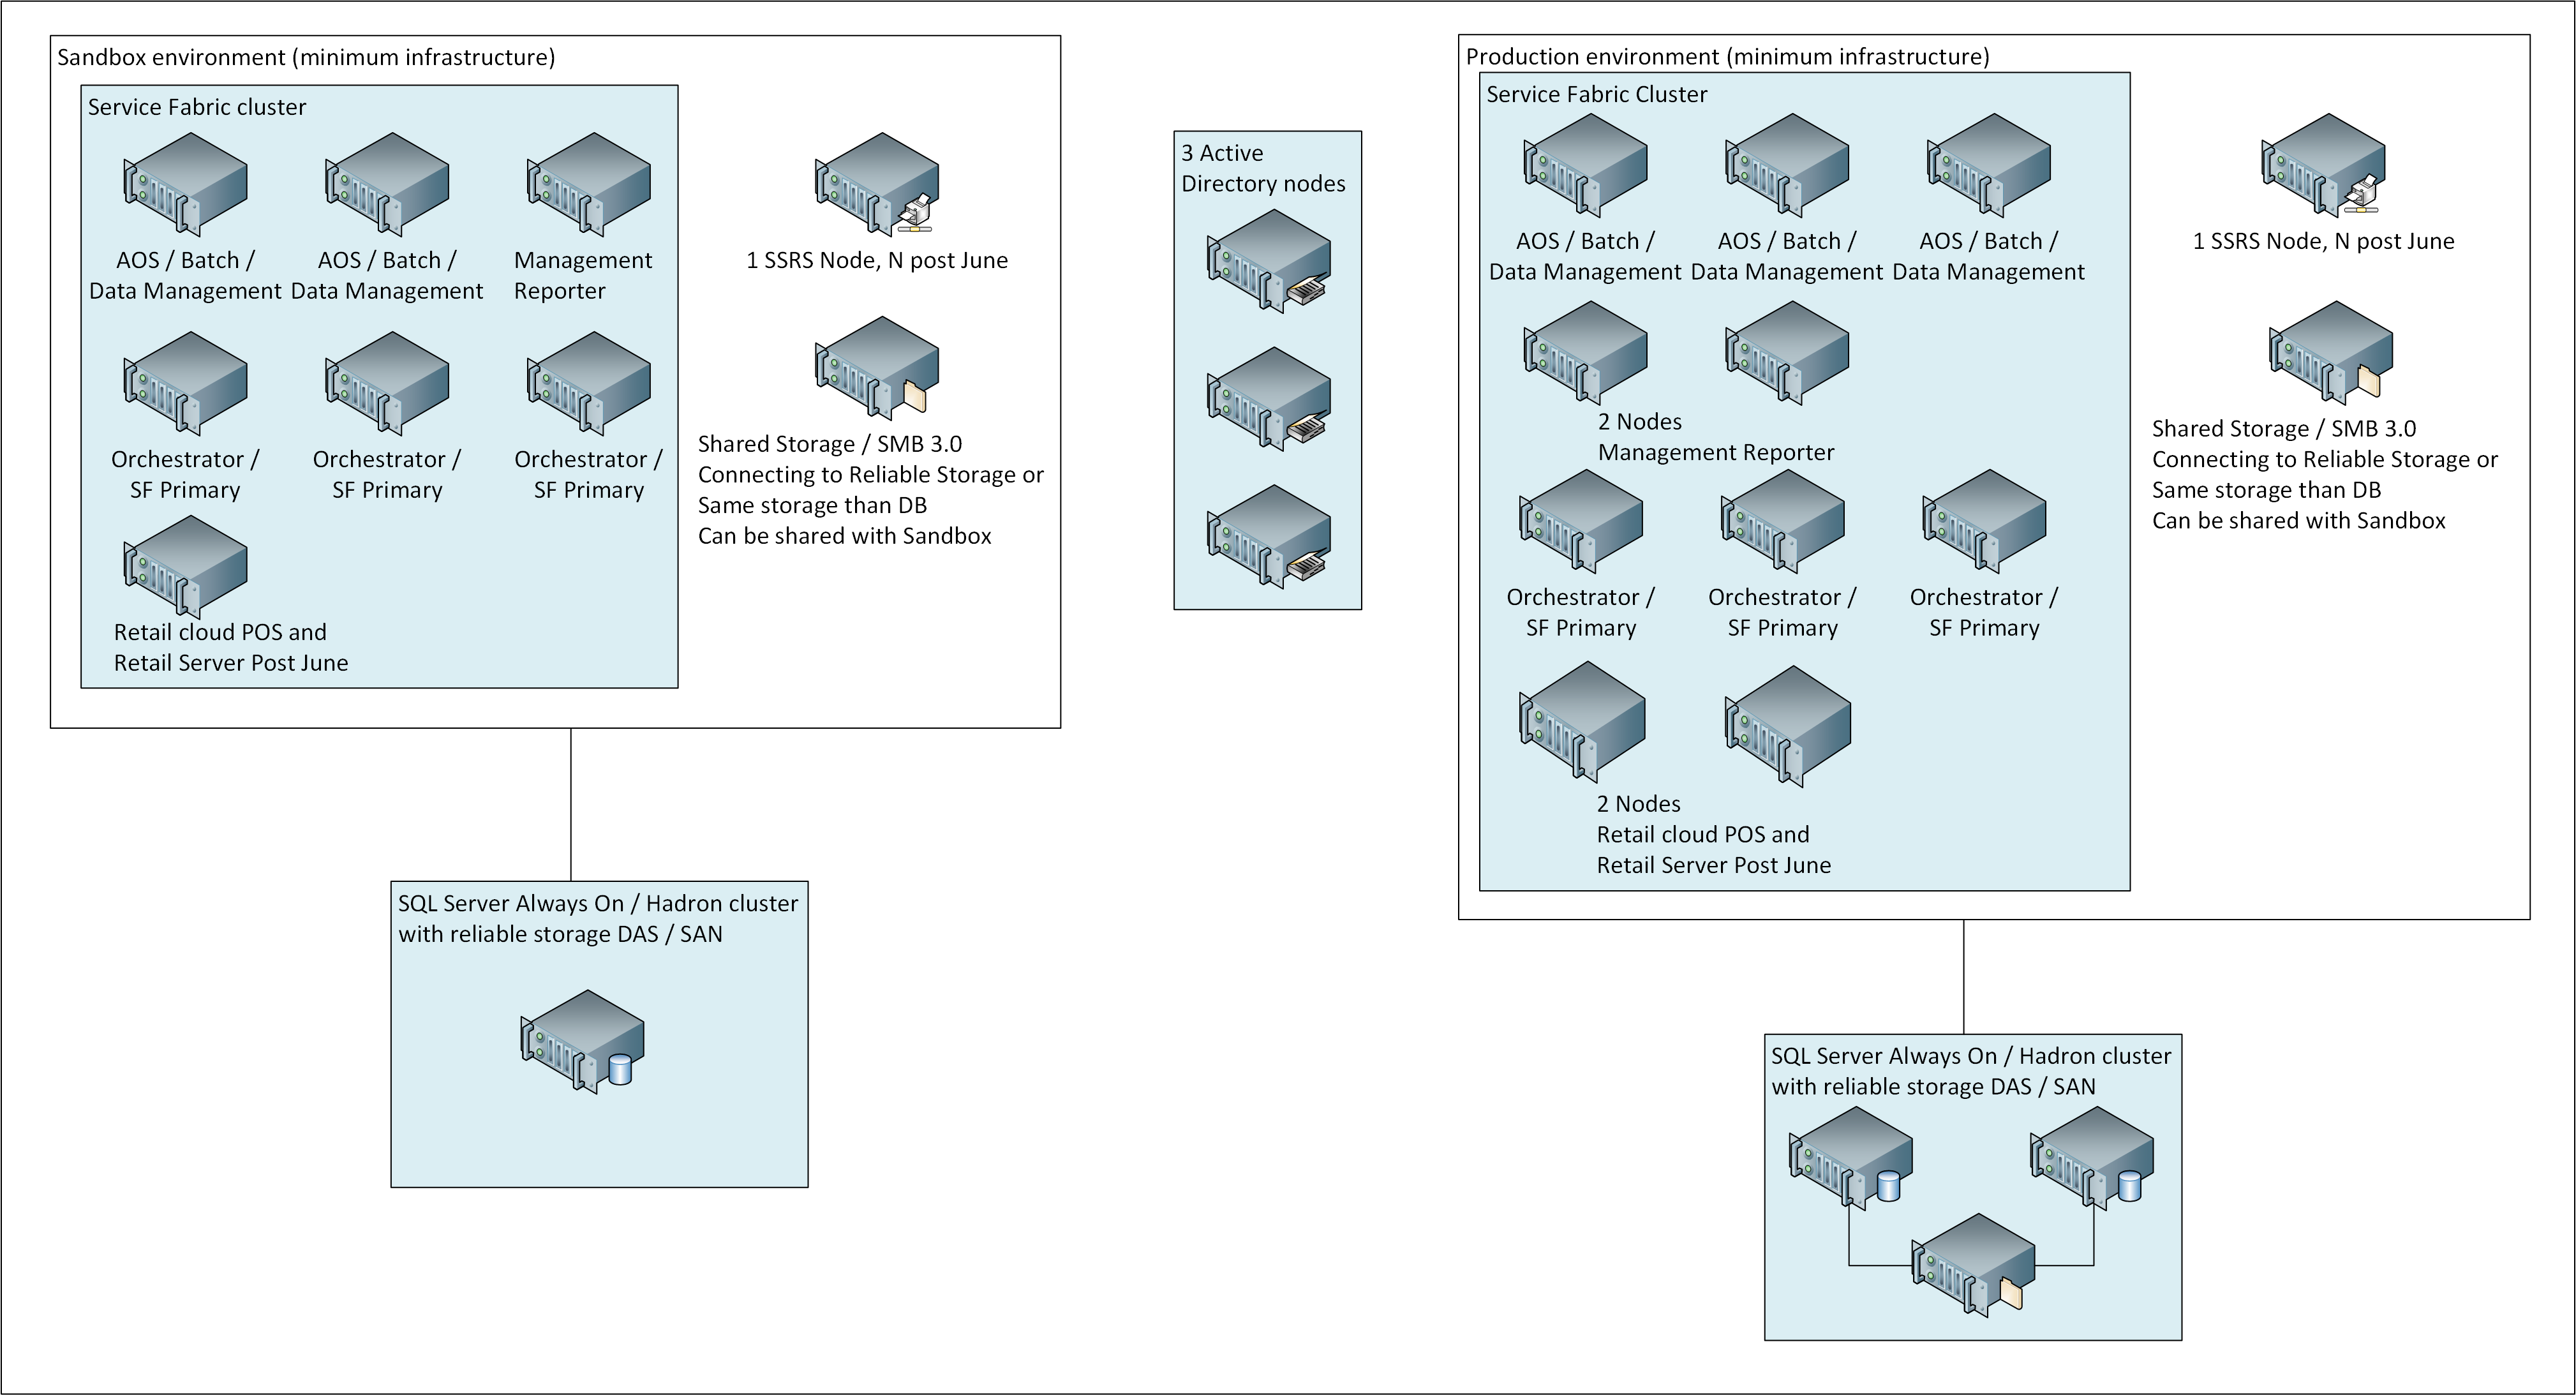 Sandbox environment (minimum infrastructure)
Service Fabric cluster
AOS / Batch /
Data Management
AOS / Batch /
Data Management
Management
Reporter
Orchestrator /
SF Primary
Orchestrator /
SF Primary
Orchestrator /
SF Primary
Retail cloud POS and
Retail Server Post June
1 SSRS Node, N post June
Shared Storage / SMB 3.0
Connecting to Reliable Storage or
Same storage than DB
Can be shared with Sandbox
SQL Server Always On / Hadron cluster
with reliable storage DAS / SAN
3 Active
Directory nodes
Production environment (minimum infrastructure)
Service Fabric Cluster
AOS / Batch /
Data Management
AOS / Batch /
Data Management
AOS / Batch /
Data Management
2 Nodes
Management Reporter
Orchestrator /
SF Primary
Orchestrator /
SF Primary
Orchestrator /
SF Primary
2 Nodes
Retail cloud POS and
Retail Server Post June
1 SSRS Node, N post June
Shared Storage / SMB 3.0
Connecting to Reliable Storage or
Same storage than DB
Can be shared with Sandbox
SQL Server Always On / Hadron cluster
with reliable storage DAS / SAN